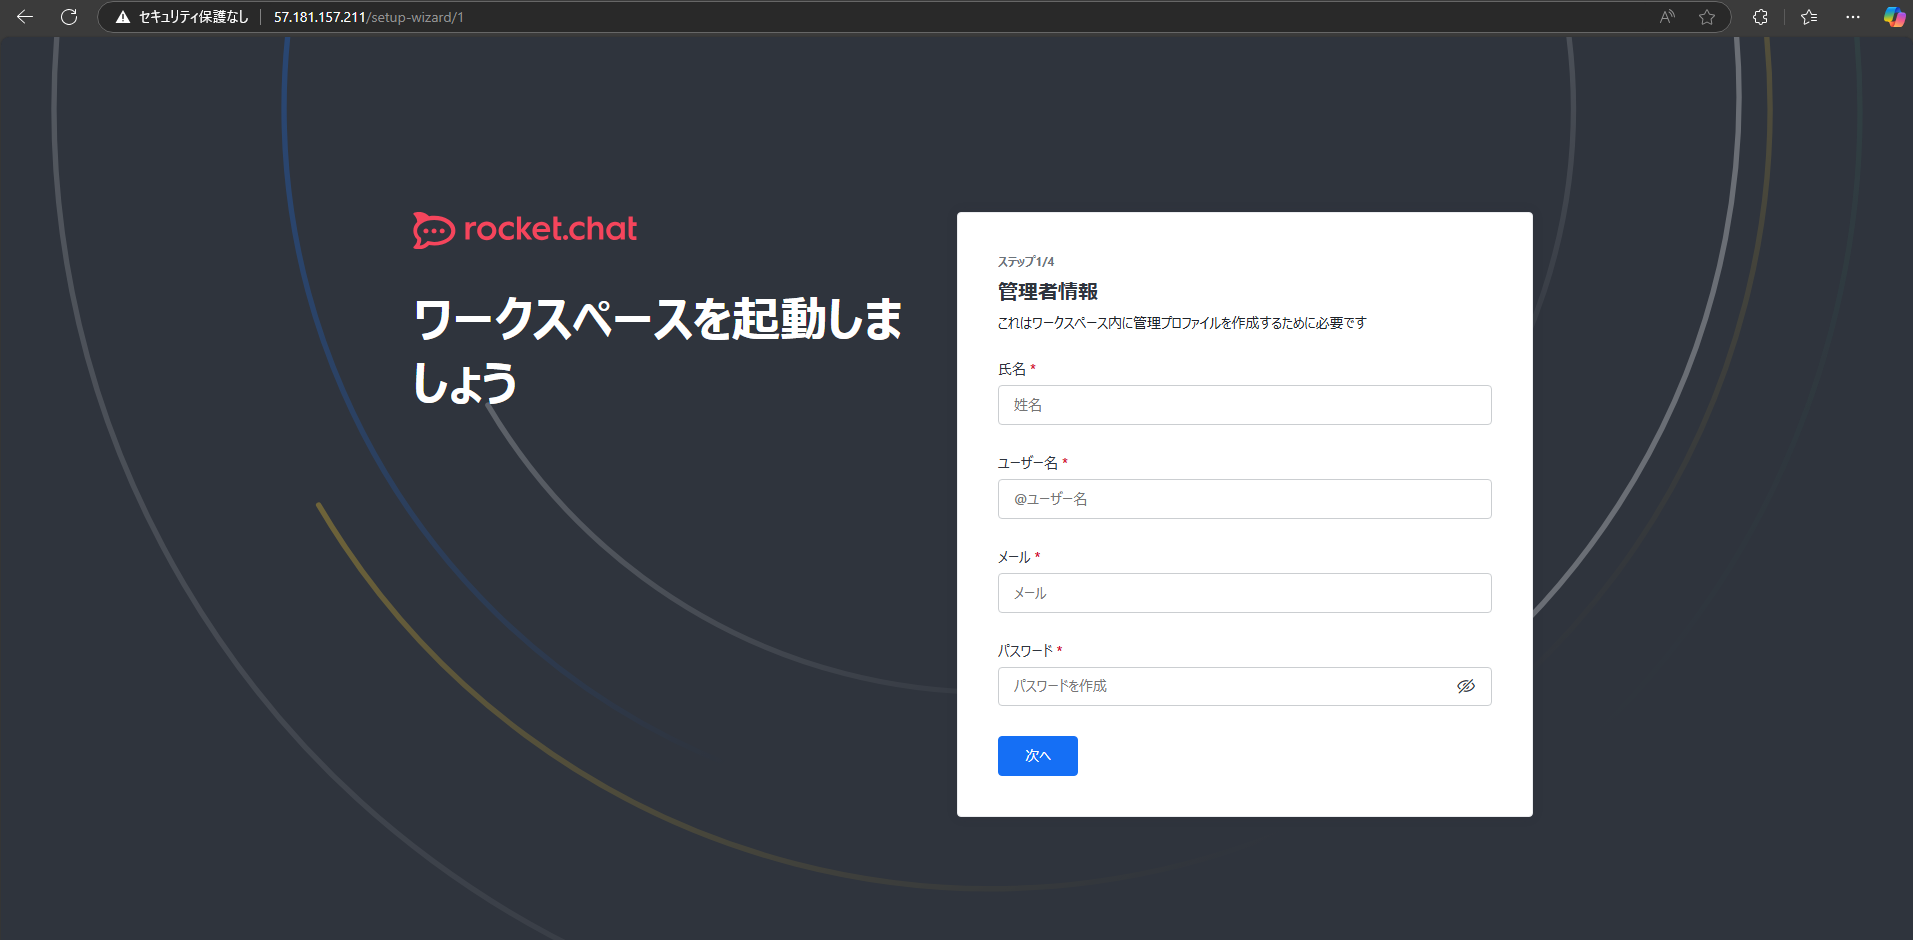 セキュリティ保護なし 57.181.157.211/setup-wizard/1
rocket.chat
ワークスペースを起動しま
しょう
ステップ1/4
管理者情報
これはワークスペース内に管理プロファイルを作成するために必要です
氏名 *
姓名
ユーザー名 *
@ユーザー名
メール *
メール
パスワード *
パスワードを作成
次へ